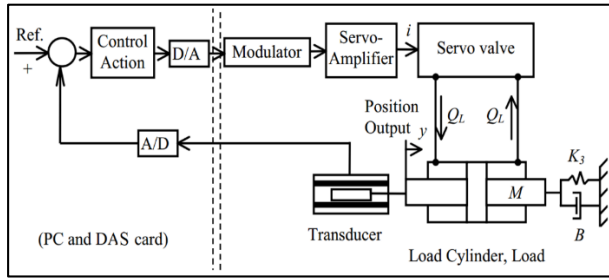 Ref.
+
Control
Action
D/A
Modulator
Servo-
Amplifier
i
Servo valve
Position
Output
y
Q_L
Q_L
A/D
K_3
M
B
Transducer
(PC and DAS card)
Load Cylinder, Load